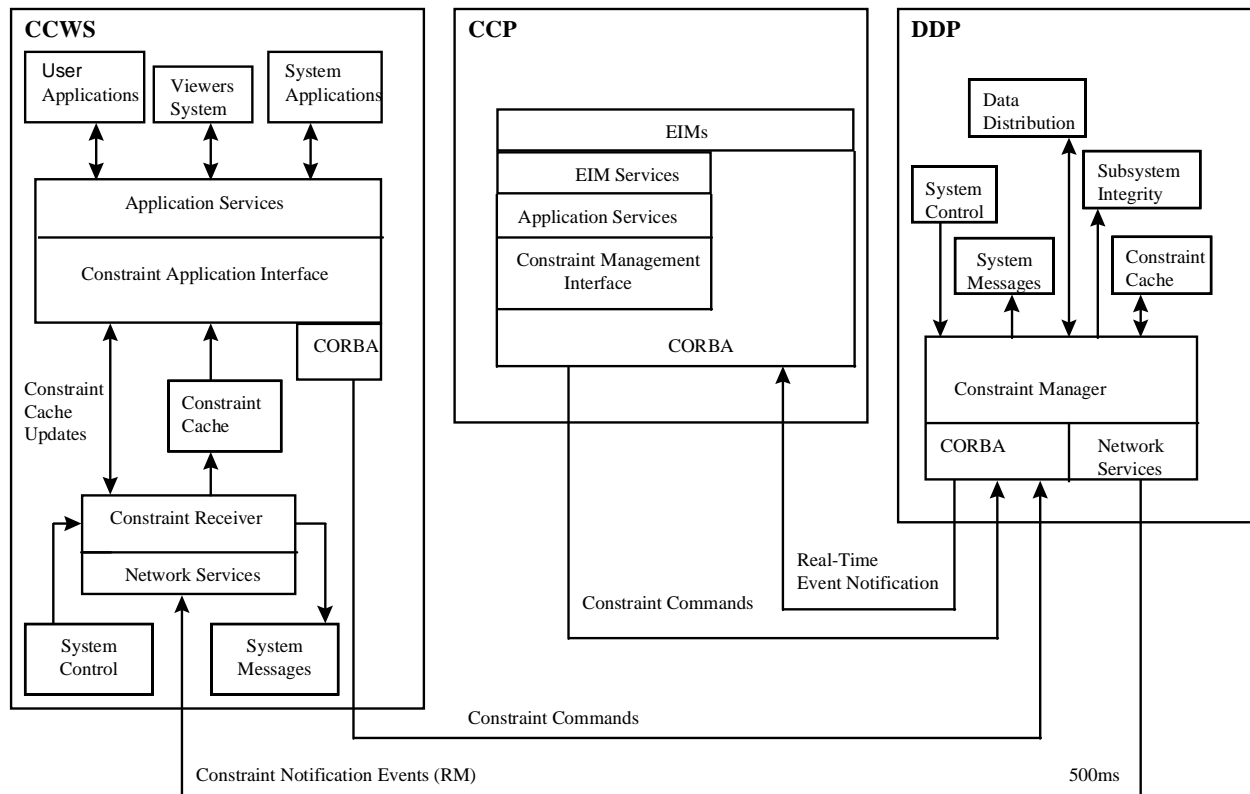 CCWS
User
Applications
Viewers
System
System
Applications
Application Services
Constraint Application Interface
CORBA
Constraint
Cache
Updates
Constraint
Cache
Constraint Receiver
Network Services
System
Control
System
Messages
CCP
EIMs
EIM Services
Application Services
Constraint Management
Interface
CORBA
DDP
Data
Distribution
System
Control
Subsystem
Integrity
System
Messages
Constraint
Cache
Constraint Manager
CORBA
Network
Services
Real-Time
Event Notification
Constraint Commands
Constraint Commands
Constraint Notification Events (RM)
500ms